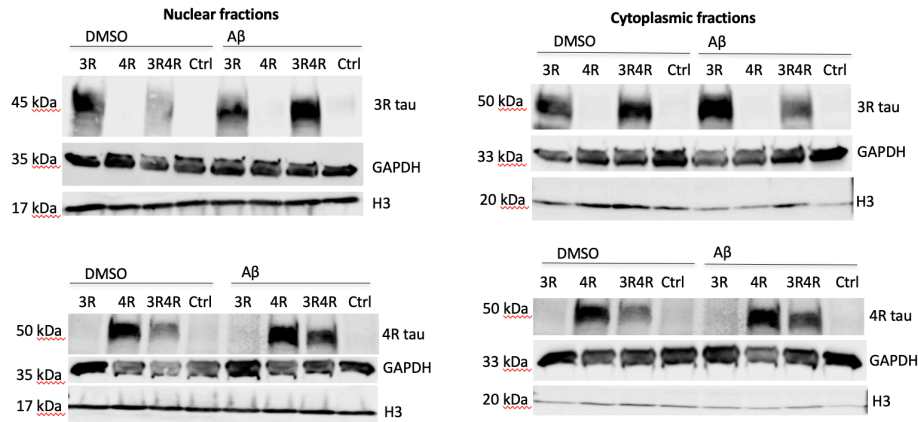 Nuclear fractions
DMSO Aβ
3R 4R 3R4R Ctrl 3R 4R 3R4R Ctrl
45 kDa 3R tau
35 kDa GAPDH
17 kDa H3
Cytoplasmic fractions
DMSO Aβ
3R 4R 3R4R Ctrl 3R 4R 3R4R Ctrl
50 kDa 3R tau
33 kDa GAPDH
20 kDa H3
DMSO Aβ
3R 4R 3R4R Ctrl 3R 4R 3R4R Ctrl
50 kDa 4R tau
35 kDa GAPDH
17 kDa H3
DMSO Aβ
3R 4R 3R4R Ctrl 3R 4R 3R4R Ctrl
50 kDa 4R tau
33 kDa GAPDH
20 kDa H3